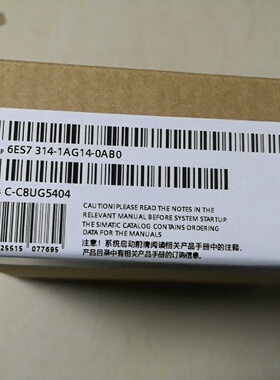 P 6ES7 314-1AG14-0AB0
S C-C8UG5404
CAUTION!PLEASE READ THE NOTES IN THE
RELEVANT MANUAL BEFORE SYSTEM STARTUP:
THE SIMATIC CATALOG CONTAINS ORDERING
DATA FOR THE MANUALS
注意!系统启动前请阅读相关产品手册中的注释,
产品目录中有相关产品手册的订购信息.
25515 077695